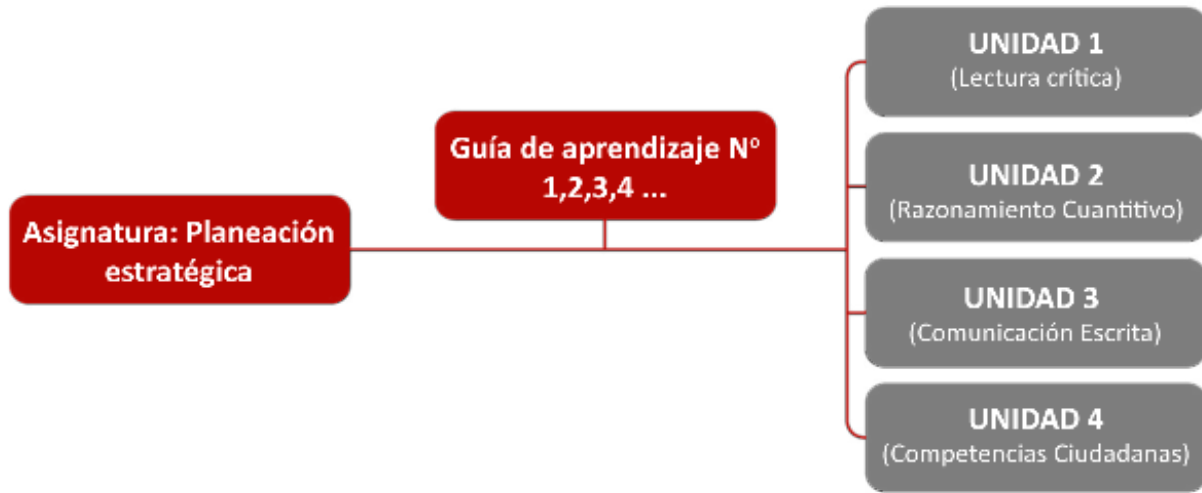 Asignatura: Planeación
estratégica
Guía de aprendizaje Nº
1,2,3,4 ...
UNIDAD 1
(Lectura crítica)
UNIDAD 2
(Razonamiento Cuantitivo)
UNIDAD 3
(Comunicación Escrita)
UNIDAD 4
(Competencias Ciudadanas)